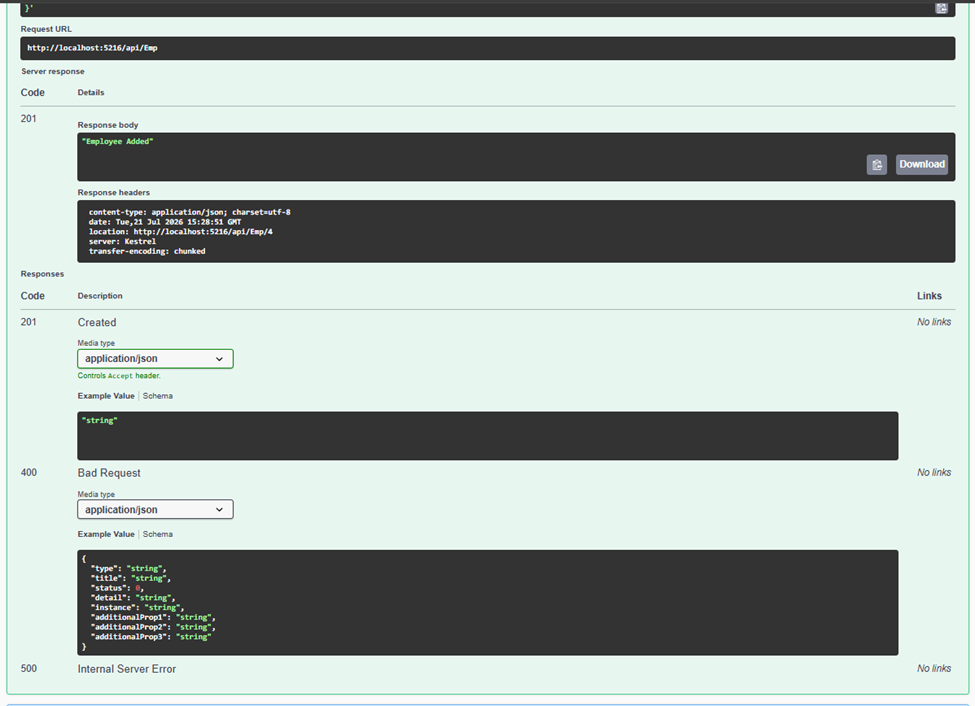 }'
Request URL
http://localhost:5216/api/Emp
Server response
Code Details
201
Response body
"Employee Added"
Download
Response headers
content-type: application/json; charset=utf-8
date: Tue,21 Jul 2026 15:28:51 GMT
location: http://localhost:5216/api/Emp/4
server: Kestrel
transfer-encoding: chunked
Responses
Code Description Links
201 Created No links
Media type
application/json
Controls Accept header.
Example Value Schema
"string"
400 Bad Request No links
Media type
application/json
Example Value Schema
{
"type": "string",
"title": "string",
"status": 0,
"detail": "string",
"instance": "string",
"additionalProp1": "string",
"additionalProp2": "string",
"additionalProp3": "string"
}
500 Internal Server Error No links